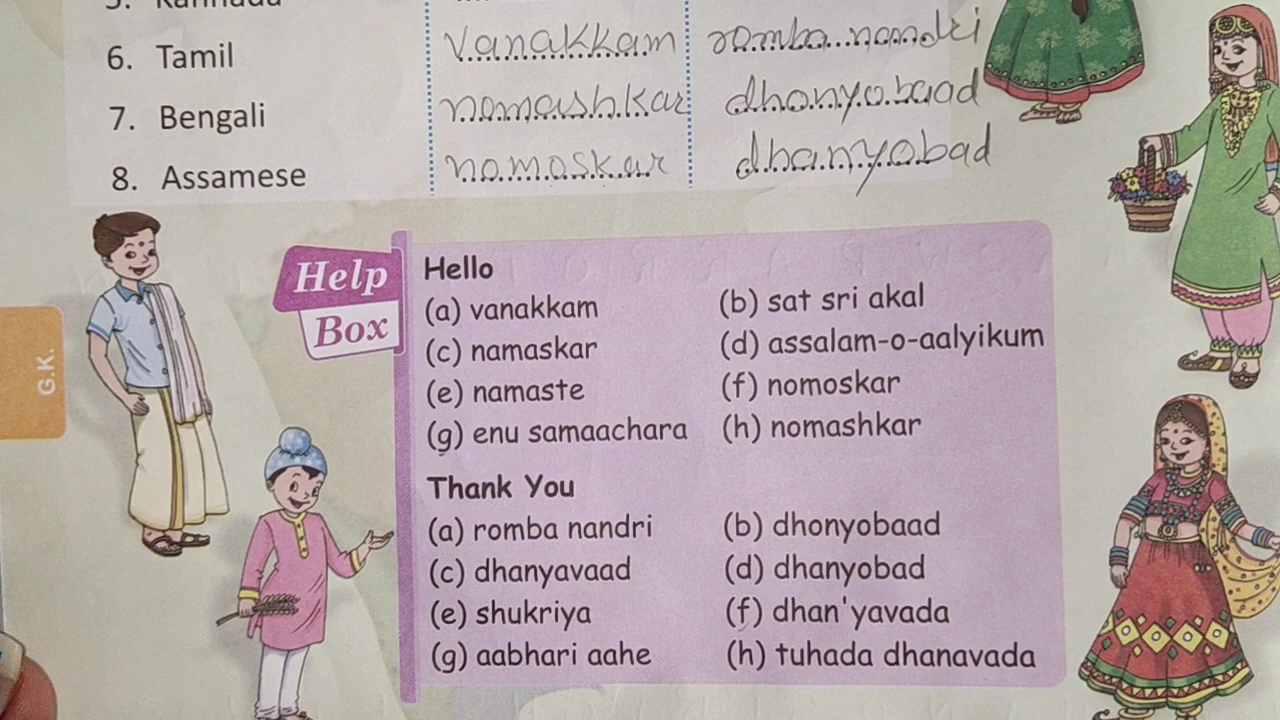 6. Tamil vanakkam romba nandri
7. Bengali nomashkar dhonyobaad
8. Assamese nomoskar dhanyobad
Help Box
Hello
(a) vanakkam (b) sat sri akal
(c) namaskar (d) assalam-o-aalyikum
(e) namaste (f) nomoskar
(g) enu samaachara (h) nomashkar
Thank You
(a) romba nandri (b) dhonyobaad
(c) dhanyavaad (d) dhanyobad
(e) shukriya (f) dhan'yavada
(g) aabhari aahe (h) tuhada dhanavada
G.K.